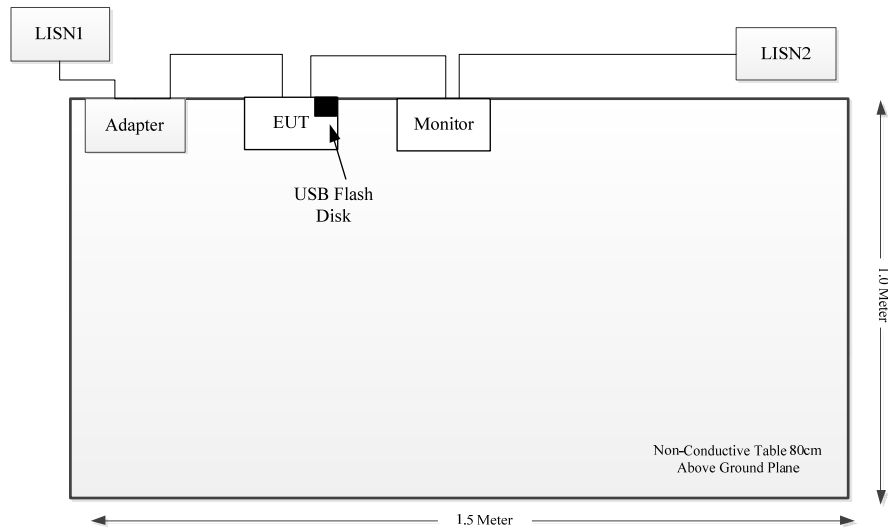 LISN1
LISN2
Adapter
EUT
Monitor
USB Flash
Disk
1.0 Meter
Non-Conductive Table 80cm
Above Ground Plane
1.5 Meter